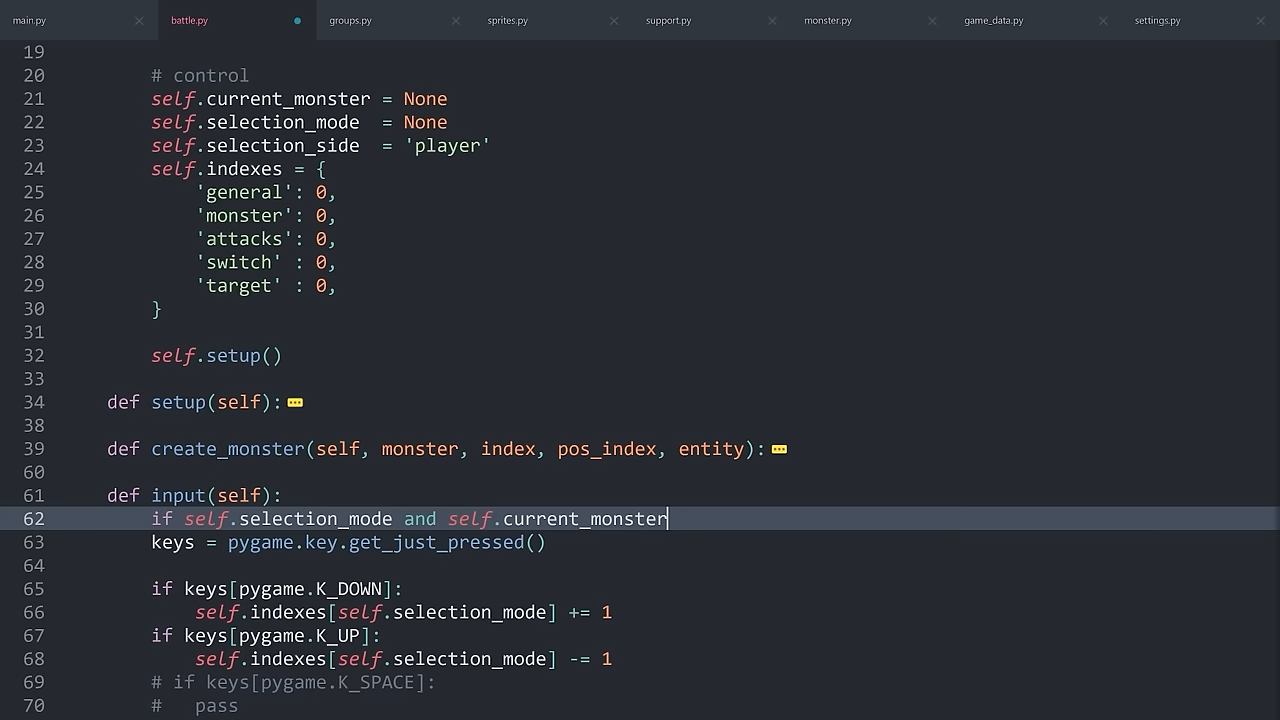 main.py battle.py groups.py sprites.py support.py monster.py game_data.py settings.py
19
20         # control
21         self.current_monster = None
22         self.selection_mode  = None
23         self.selection_side  = 'player'
24         self.indexes = {
25             'general': 0,
26             'monster': 0,
27             'attacks': 0,
28             'switch' : 0,
29             'target' : 0,
30         }
31
32         self.setup()
33
34     def setup(self):
38
39     def create_monster(self, monster, index, pos_index, entity):
60
61     def input(self):
62         if self.selection_mode and self.current_monster
63         keys = pygame.key.get_just_pressed()
64
65         if keys[pygame.K_DOWN]:
66             self.indexes[self.selection_mode] += 1
67         if keys[pygame.K_UP]:
68             self.indexes[self.selection_mode] -= 1
69         # if keys[pygame.K_SPACE]:
70         #   pass